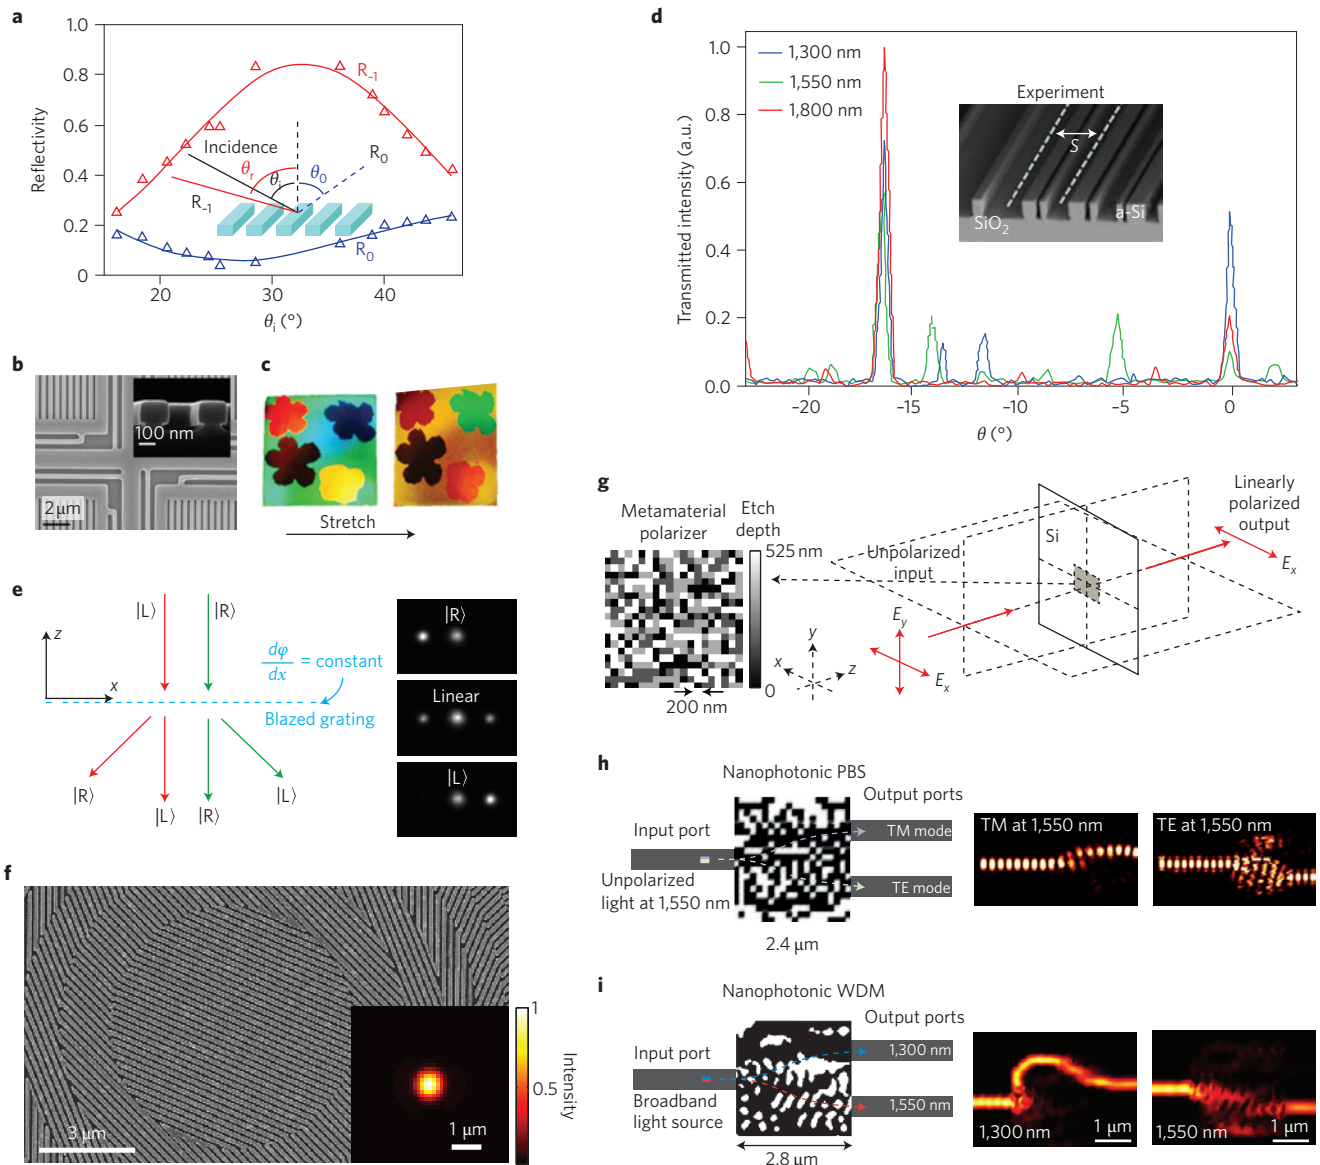 a
Reflectivity
1.0
0.8
0.6
0.4
0.2
0
20
30
40
θi (°)
R-1
Incidence
θr
θi
θ0
R0
R-1
R0
b
100 nm
2 μm
c
Stretch
d
Transmitted intensity (a.u.)
1.0
0.8
0.6
0.4
0.2
0.0
−20
−15
−10
−5
0
θ (°)
1,300 nm
1,550 nm
1,800 nm
Experiment
S
SiO2
a-Si
e
z
x
|L⟩
|R⟩
dφ/dx = constant
Blazed grating
|R⟩
|L⟩
|R⟩
|L⟩
|R⟩
Linear
|L⟩
f
3 μm
1 μm
1
0.5
Intensity
g
Metamaterial
polarizer
Etch
depth
525 nm
0
200 nm
Unpolarized
input
Si
Linearly
polarized
output
Ex
Ey
Ex
y
x
z
h
Nanophotonic PBS
Output ports
Input port
TM mode
TE mode
Unpolarized
light at 1,550 nm
2.4 μm
TM at 1,550 nm
TE at 1,550 nm
i
Nanophotonic WDM
Output ports
Input port
1,300 nm
1,550 nm
Broadband
light source
2.8 μm
1,300 nm
1 μm
1,550 nm
1 μm